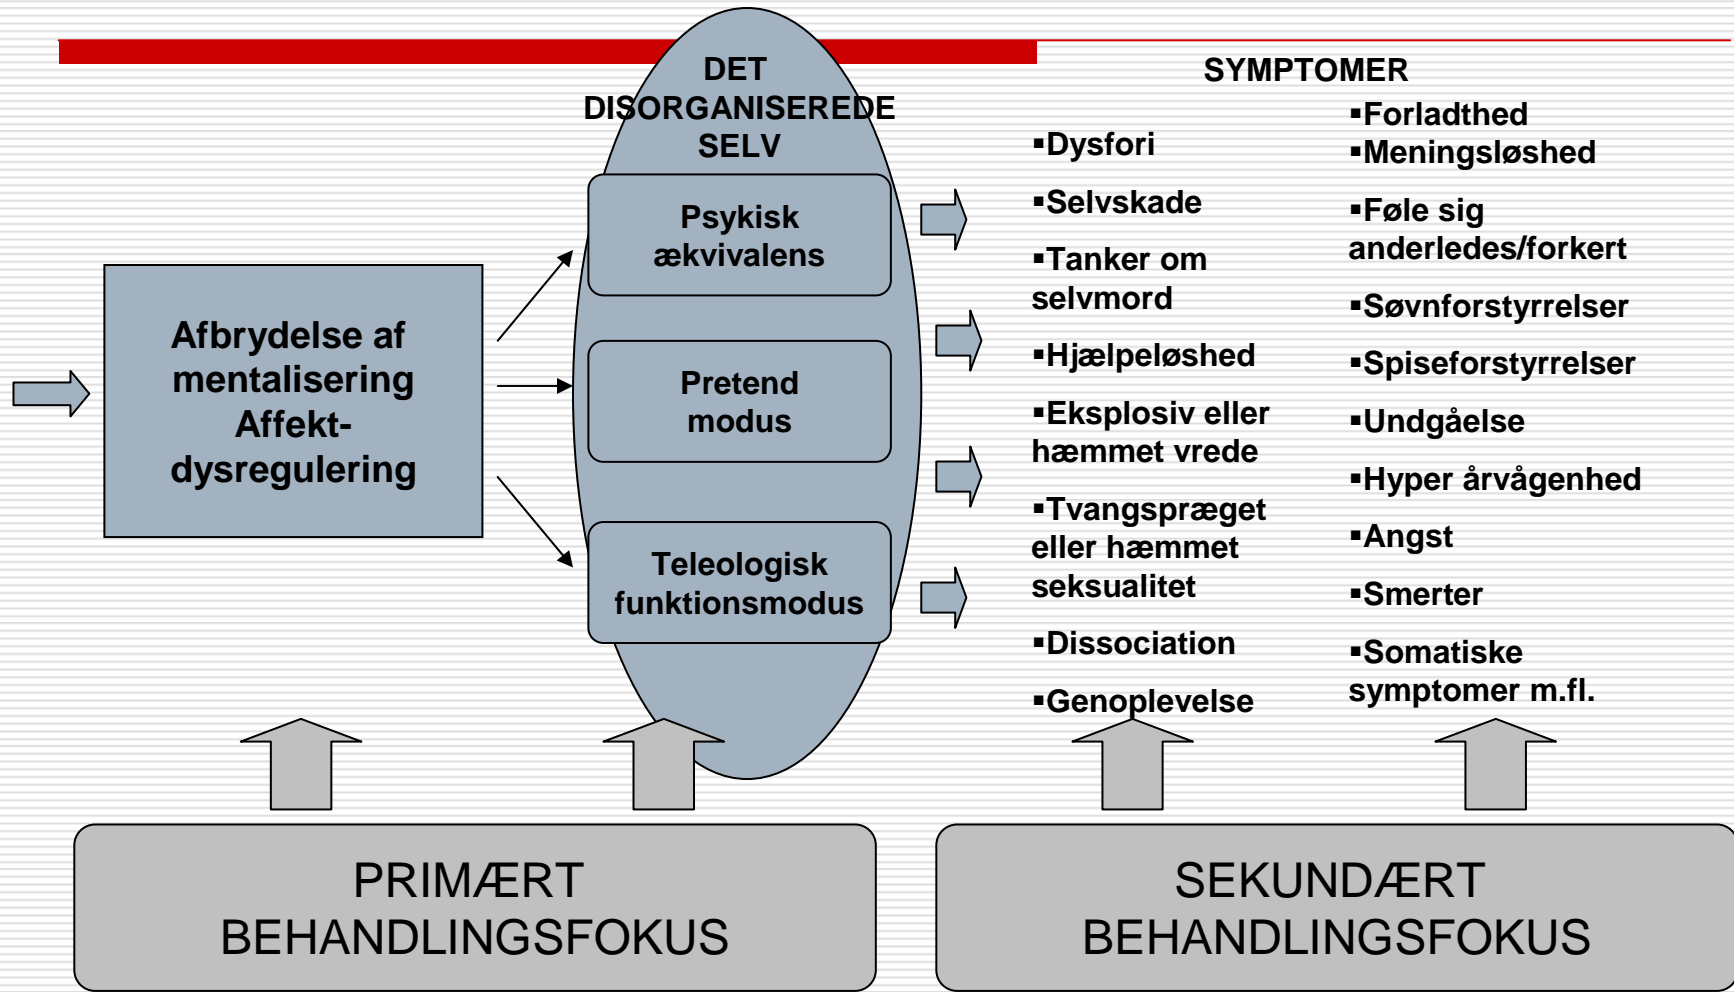 DET
DISORGANISEREDE
SELV
Psykisk
ækvivalens
Pretend
modus
Teleologisk
funktionsmodus
Afbrydelse af
mentalisering
Affekt-
dysregulering
SYMPTOMER
▪Dysfori
▪Selvskade
▪Tanker om
selvmord
▪Hjælpeløshed
▪Eksplosiv eller
hæmmet vrede
▪Tvangspræget
eller hæmmet
seksualitet
▪Dissociation
▪Genoplevelse
▪Forladthed
▪Meningsløshed
▪Føle sig
anderledes/forkert
▪Søvnforstyrrelser
▪Spiseforstyrrelser
▪Undgåelse
▪Hyper årvågenhed
▪Angst
▪Smerter
▪Somatiske
symptomer m.fl.
PRIMÆRT
BEHANDLINGSFOKUS
SEKUNDÆRT
BEHANDLINGSFOKUS